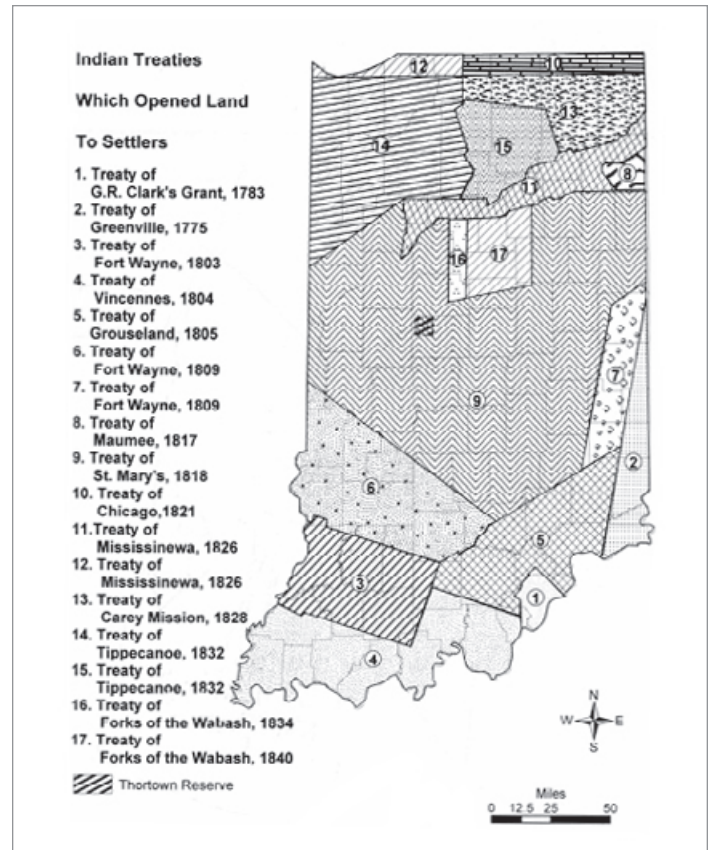 Indian Treaties
Which Opened Land
To Settlers
1. Treaty of
G.R. Clark's Grant, 1783
2. Treaty of
Greenville, 1775
3. Treaty of
Fort Wayne, 1803
4. Treaty of
Vincennes, 1804
5. Treaty of
Grouseland, 1805
6. Treaty of
Fort Wayne, 1809
7. Treaty of
Fort Wayne, 1809
8. Treaty of
Maumee, 1817
9. Treaty of
St. Mary's, 1818
10. Treaty of
Chicago,1821
11.Treaty of
Mississinewa, 1826
12. Treaty of
Mississinewa, 1826
13. Treaty of
Carey Mission, 1828
14. Treaty of
Tippecanoe, 1832
15. Treaty of
Tippecanoe, 1832
16. Treaty of
Forks of the Wabash, 1834
17. Treaty of
Forks of the Wabash, 1840
Thortown Reserve
12
10
13
14
15
8
11
16
17
7
9
2
6
5
3
1
4
N
W E
S
Miles
0 12.5 25 50